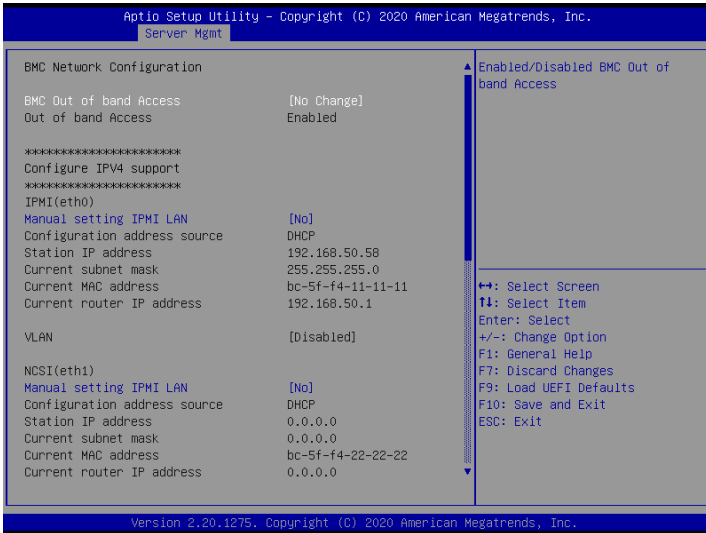 Aptio Setup Utility – Copyright (C) 2020 American Megatrends, Inc.
Server Mgmt
BMC Network Configuration
BMC Out of band Access [No Change]
Out of band Access Enabled
***********************
Configure IPV4 support
***********************
IPMI(eth0)
Manual setting IPMI LAN [No]
Configuration address source DHCP
Station IP address 192.168.50.58
Current subnet mask 255.255.255.0
Current MAC address bc-5f-f4-11-11-11
Current router IP address 192.168.50.1
VLAN [Disabled]
NCSI(eth1)
Manual setting IPMI LAN [No]
Configuration address source DHCP
Station IP address 0.0.0.0
Current subnet mask 0.0.0.0
Current MAC address bc-5f-f4-22-22-22
Current router IP address 0.0.0.0
Enabled/Disabled BMC Out of
band Access
↔: Select Screen
↑↓: Select Item
Enter: Select
+/-: Change Option
F1: General Help
F7: Discard Changes
F9: Load UEFI Defaults
F10: Save and Exit
ESC: Exit
Version 2.20.1275. Copyright (C) 2020 American Megatrends, Inc.